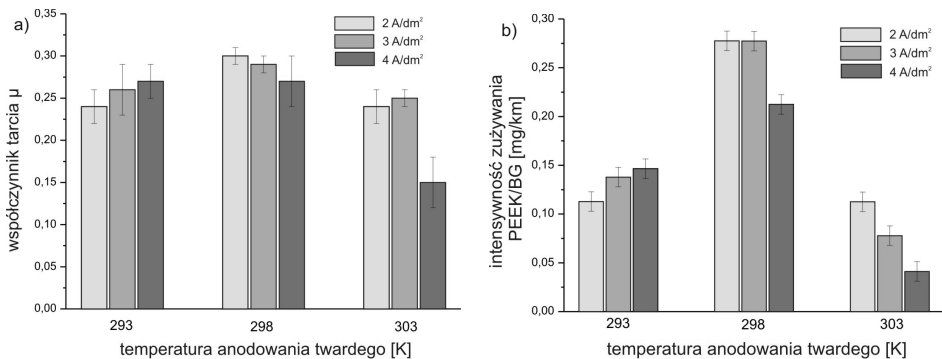 a)
0,35
0,30
0,25
0,20
0,15
0,10
0,05
0,00
współczynnik tarcia µ
2 A/dm²
3 A/dm²
4 A/dm²
293
298
303
temperatura anodowania twardego [K]
b)
0,30
0,25
0,20
0,15
0,10
0,05
0,00
intensywność zużywania
PEEK/BG [mg/km]
2 A/dm²
3 A/dm²
4 A/dm²
293
298
303
temperatura anodowania twardego [K]